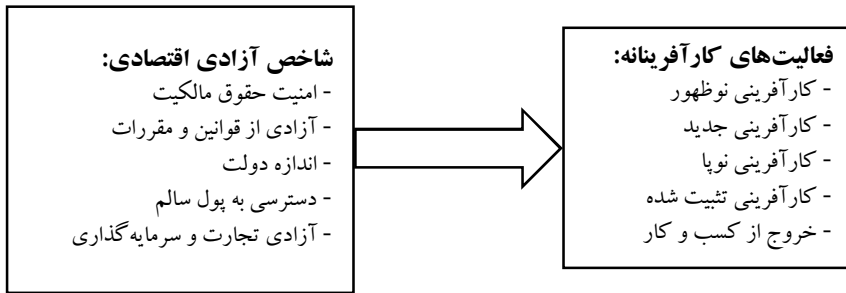 شاخص آزادی اقتصادی:
- امنیت حقوق مالکیت
- آزادی از قوانین و مقررات
- اندازه دولت
- دسترسی به پول سالم
- آزادی تجارت و سرمایه‌گذاری
فعالیت‌های کارآفرینانه:
- کارآفرینی نوظهور
- کارآفرینی جدید
- کارآفرینی نوپا
- کارآفرینی تثبیت شده
- خروج از کسب و کار